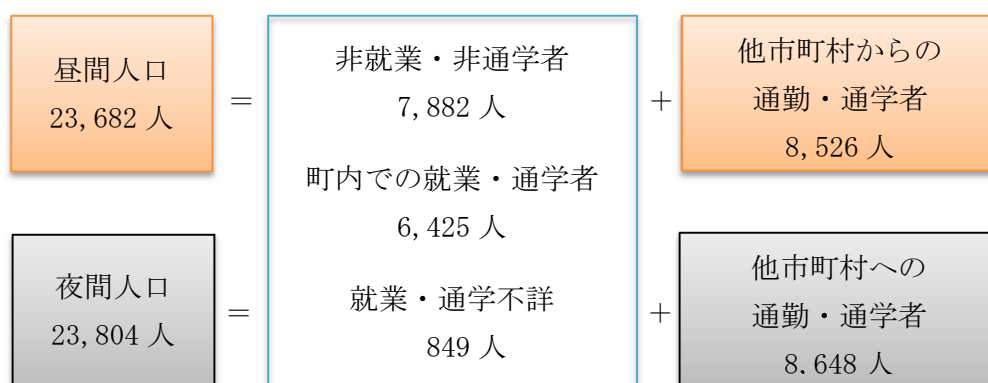 昼間人口
23,682 人
=
非就業・非通学者
7,882 人
町内での就業・通学者
6,425 人
就業・通学不詳
849 人
+
他市町村からの
通勤・通学者
8,526 人
夜間人口
23,804 人
=
+
他市町村への
通勤・通学者
8,648 人